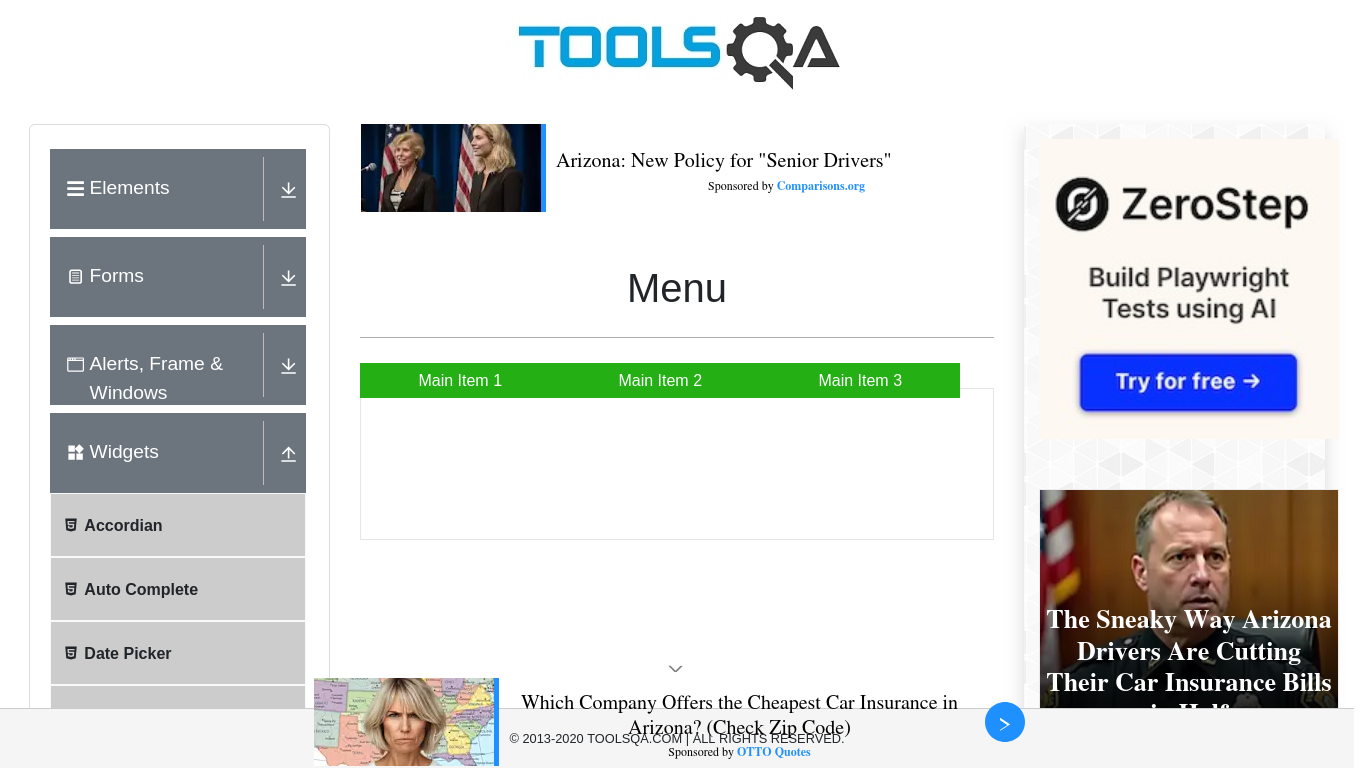 TOOLSQA
Elements
Forms
Alerts, Frame &
Windows
Widgets
Accordian
Auto Complete
Date Picker
Arizona: New Policy for "Senior Drivers"
Sponsored by Comparisons.org
Menu
Main Item 1
Main Item 2
Main Item 3
ZeroStep
Build Playwright
Tests using AI
Try for free →
The Sneaky Way Arizona
Drivers Are Cutting
Their Car Insurance Bills
in Half
Which Company Offers the Cheapest Car Insurance in
Arizona? (Check Zip Code)
© 2013-2020 TOOLSQA.COM | ALL RIGHTS RESERVED.
Sponsored by OTTO Quotes